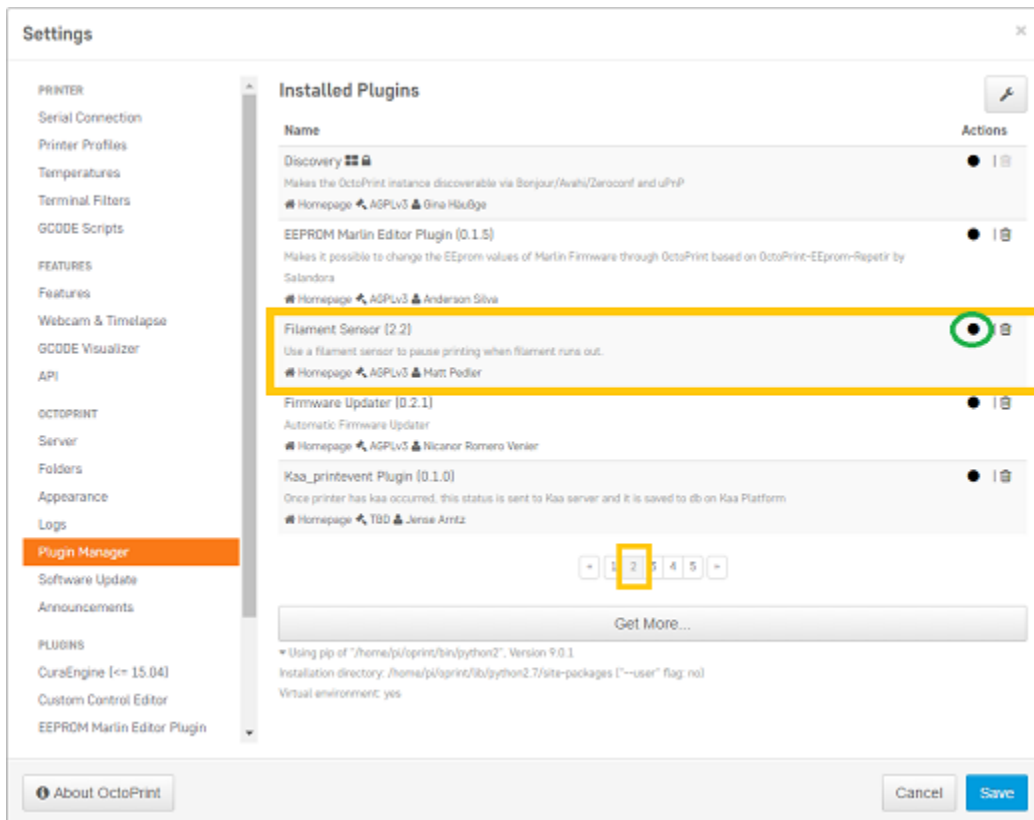 Settings
×
PRINTER
Serial Connection
Printer Profiles
Temperatures
Terminal Filters
GCODE Scripts
FEATURES
Features
Webcam & Timelapse
GCODE Visualizer
API
OCTOPRINT
Server
Folders
Appearance
Logs
Plugin Manager
Software Update
Announcements
PLUGINS
CuraEngine (<= 15.04)
Custom Control Editor
EEPROM Marlin Editor Plugin
Installed Plugins
Name Actions
Discovery
Makes the OctoPrint instance discoverable via Bonjour/Avahi/Zeroconf and uPnP
Homepage AGPLv3 Gina Häußge
EEPROM Marlin Editor Plugin (0.1.5)
Makes it possible to change the EEprom values of Marlin Firmware through OctoPrint based on OctoPrint-EEprom-Repetir by
Salandora
Homepage AGPLv3 Anderson Silva
Filament Sensor (2.2)
Use a filament sensor to pause printing when filament runs out.
Homepage AGPLv3 Matt Pedler
Firmware Updater (0.2.1)
Automatic Firmware Updater
Homepage AGPLv3 Nicanor Romero Venier
Kaa_printevent Plugin (0.1.0)
Once printer has kaa occurred, this status is sent to Kaa server and it is saved to db on Kaa Platform
Homepage TBD Jense Arntz
« 1 2 3 4 5 »
Get More...
Using pip of "/home/pi/oprint/bin/python2", Version 9.0.1
Installation directory: /home/pi/oprint/lib/python2.7/site-packages ("--user" flag: no)
Virtual environment: yes
About OctoPrint
Cancel
Save